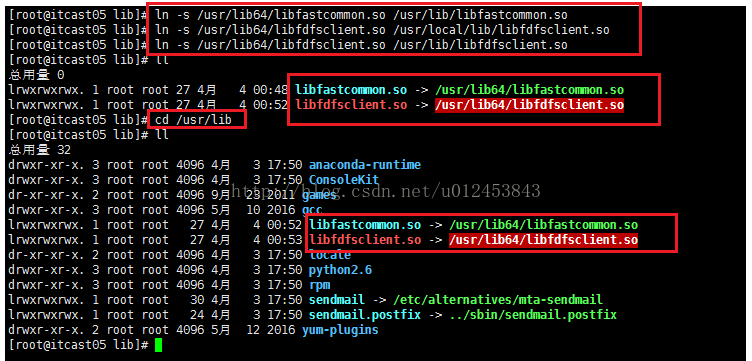 [root@itcast05 lib]# ln -s /usr/lib64/libfastcommon.so /usr/lib/libfastcommon.so
[root@itcast05 lib]# ln -s /usr/lib64/libfdfsclient.so /usr/local/lib/libfdfsclient.so
[root@itcast05 lib]# ln -s /usr/lib64/libfdfsclient.so /usr/lib/libfdfsclient.so
[root@itcast05 lib]# ll
总用量 0
lrwxrwxrwx. 1 root root 27 4月   4 00:48 libfastcommon.so -> /usr/lib64/libfastcommon.so
lrwxrwxrwx. 1 root root 27 4月   4 00:52 libfdfsclient.so -> /usr/lib64/libfdfsclient.so
[root@itcast05 lib]# cd /usr/lib
[root@itcast05 lib]# ll
总用量 32
drwxr-xr-x. 3 root root 4096 4月   3 17:50 anaconda-runtime
drwxr-xr-x. 3 root root 4096 4月   3 17:50 ConsoleKit
dr-xr-xr-x. 2 root root 4096 9月  23 2011 games
drwxr-xr-x. 3 root root 4096 5月  10 2016 gcc
lrwxrwxrwx. 1 root root   27 4月   4 00:52 libfastcommon.so -> /usr/lib64/libfastcommon.so
lrwxrwxrwx. 1 root root   27 4月   4 00:53 libfdfsclient.so -> /usr/lib64/libfdfsclient.so
dr-xr-xr-x. 2 root root 4096 4月   3 17:50 locale
drwxr-xr-x. 3 root root 4096 4月   3 17:50 python2.6
drwxr-xr-x. 3 root root 4096 4月   3 17:50 rpm
lrwxrwxrwx. 1 root root   30 4月   3 17:50 sendmail -> /etc/alternatives/mta-sendmail
lrwxrwxrwx. 1 root root   24 4月   3 17:50 sendmail.postfix -> ../sbin/sendmail.postfix
drwxr-xr-x. 2 root root 4096 5月  12 2016 yum-plugins
[root@itcast05 lib]#
http://blog.csdn.net/u012453843